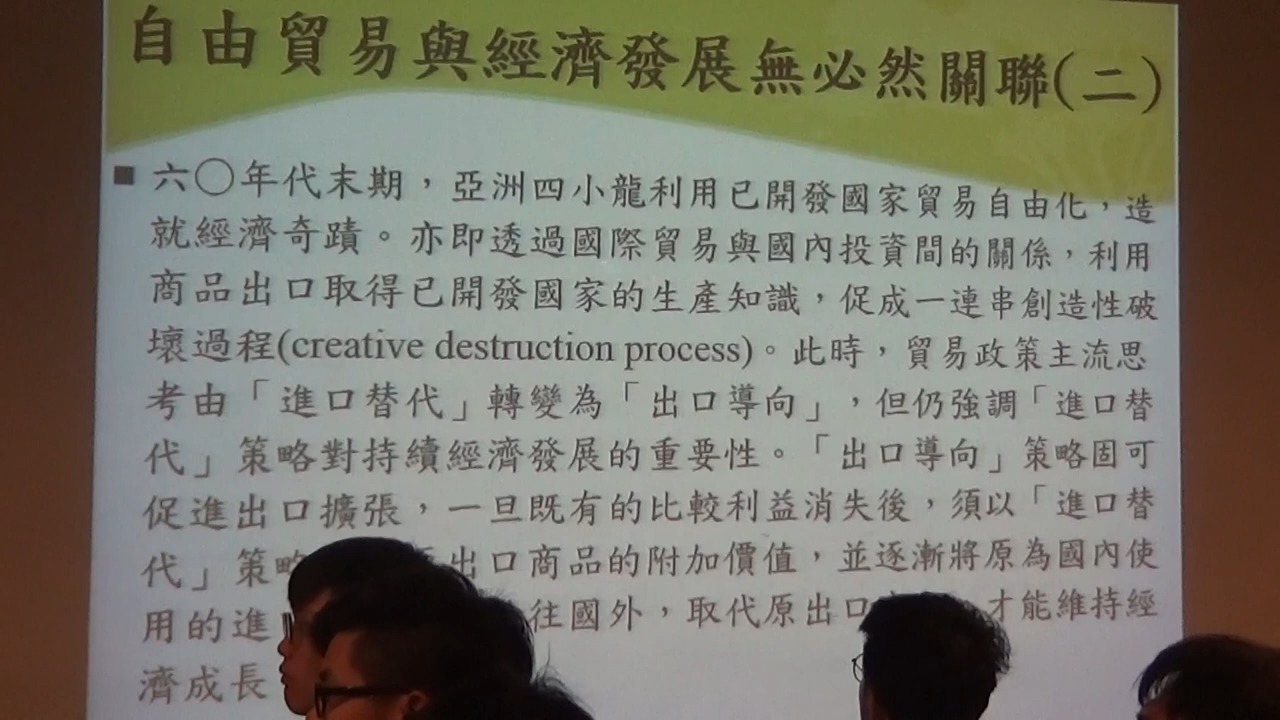 自由貿易與經濟發展無必然關聯(二)
■ 六〇年代末期，亞洲四小龍利用已開發國家貿易自由化，造
就經濟奇蹟。亦即透過國際貿易與國內投資間的關係，利用
商品出口取得已開發國家的生產知識，促成一連串創造性破
壞過程(creative destruction process)。此時，貿易政策主流思
考由「進口替代」轉變為「出口導向」，但仍強調「進口替
代」策略對持續經濟發展的重要性。「出口導向」策略固可
促進出口擴張，一旦既有的比較利益消失後，須以「進口替
代」策 出口商品的附加價值，並逐漸將原為國內使
用的進 往國外，取代原出口 才能維持經
濟成長